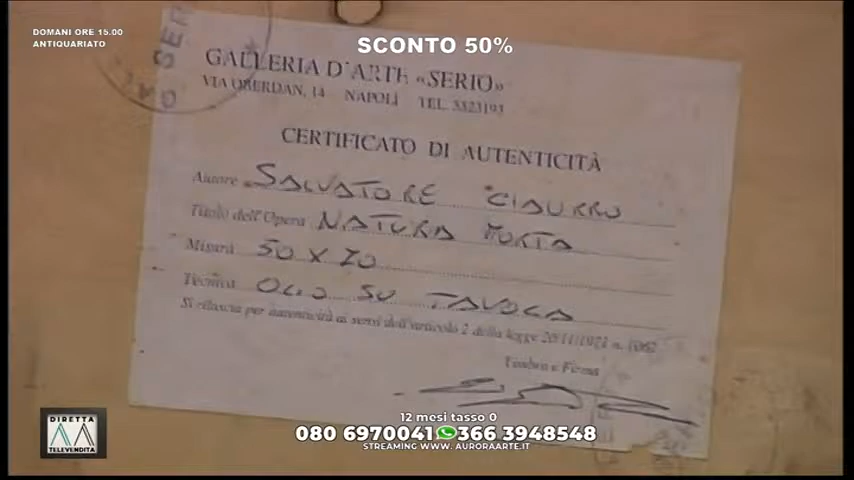 DOMANI ORE 15.00
ANTIQUARIATO
SCONTO 50%
GALLERIA D'ARTE «SERIO»
VIA OBERDAN, 14 NAPOLI TEL. 5523193
CERTIFICATO DI AUTENTICITÀ
Autore SALVATORE CIAURRO
Titolo dell'Opera NATURA MORTA
Misura 50 X 70
Tecnica OLIO SU TAVOLA
Si rilascia per autenticità ai sensi dell'articolo 2 della legge 20/11/1971 n. 1062
Timbro e Firma
12 mesi tasso 0
080 6970041 366 3948548
STREAMING WWW. AURORAARTE.IT
DIRETTA
TELEVENDITA